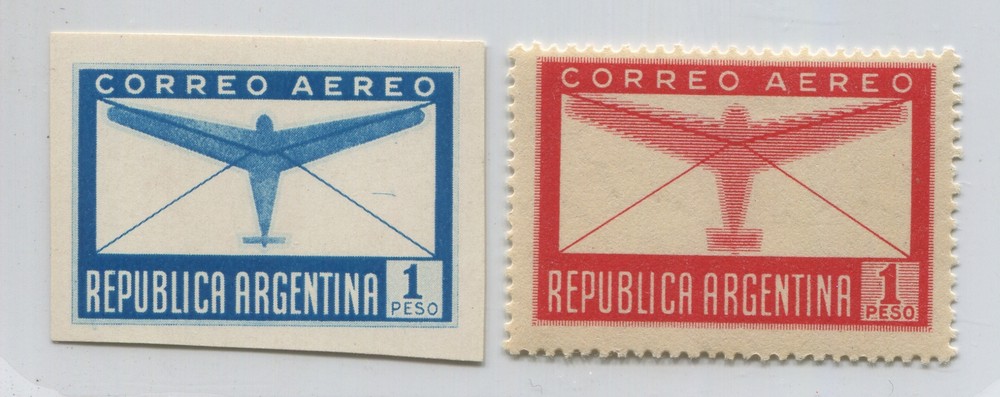 CORREO AEREO
REPUBLICA ARGENTINA 1
PESO
CORREO AEREO
REPUBLICA ARGENTINA 1
PESO